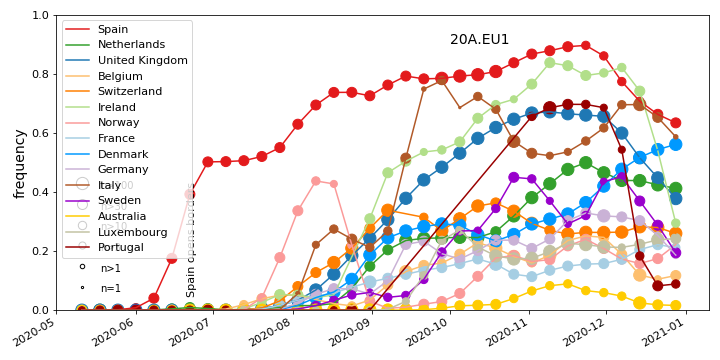 20A.EU1
frequency
1.0
0.8
0.6
0.4
0.2
0.0
Spain
Netherlands
United Kingdom
Belgium
Switzerland
Ireland
Norway
France
Denmark
Germany
Italy
Sweden
Australia
Luxembourg
Portugal
n>1
n=1
Spain opens borders
2020-05
2020-06
2020-07
2020-08
2020-09
2020-10
2020-11
2020-12
2021-01